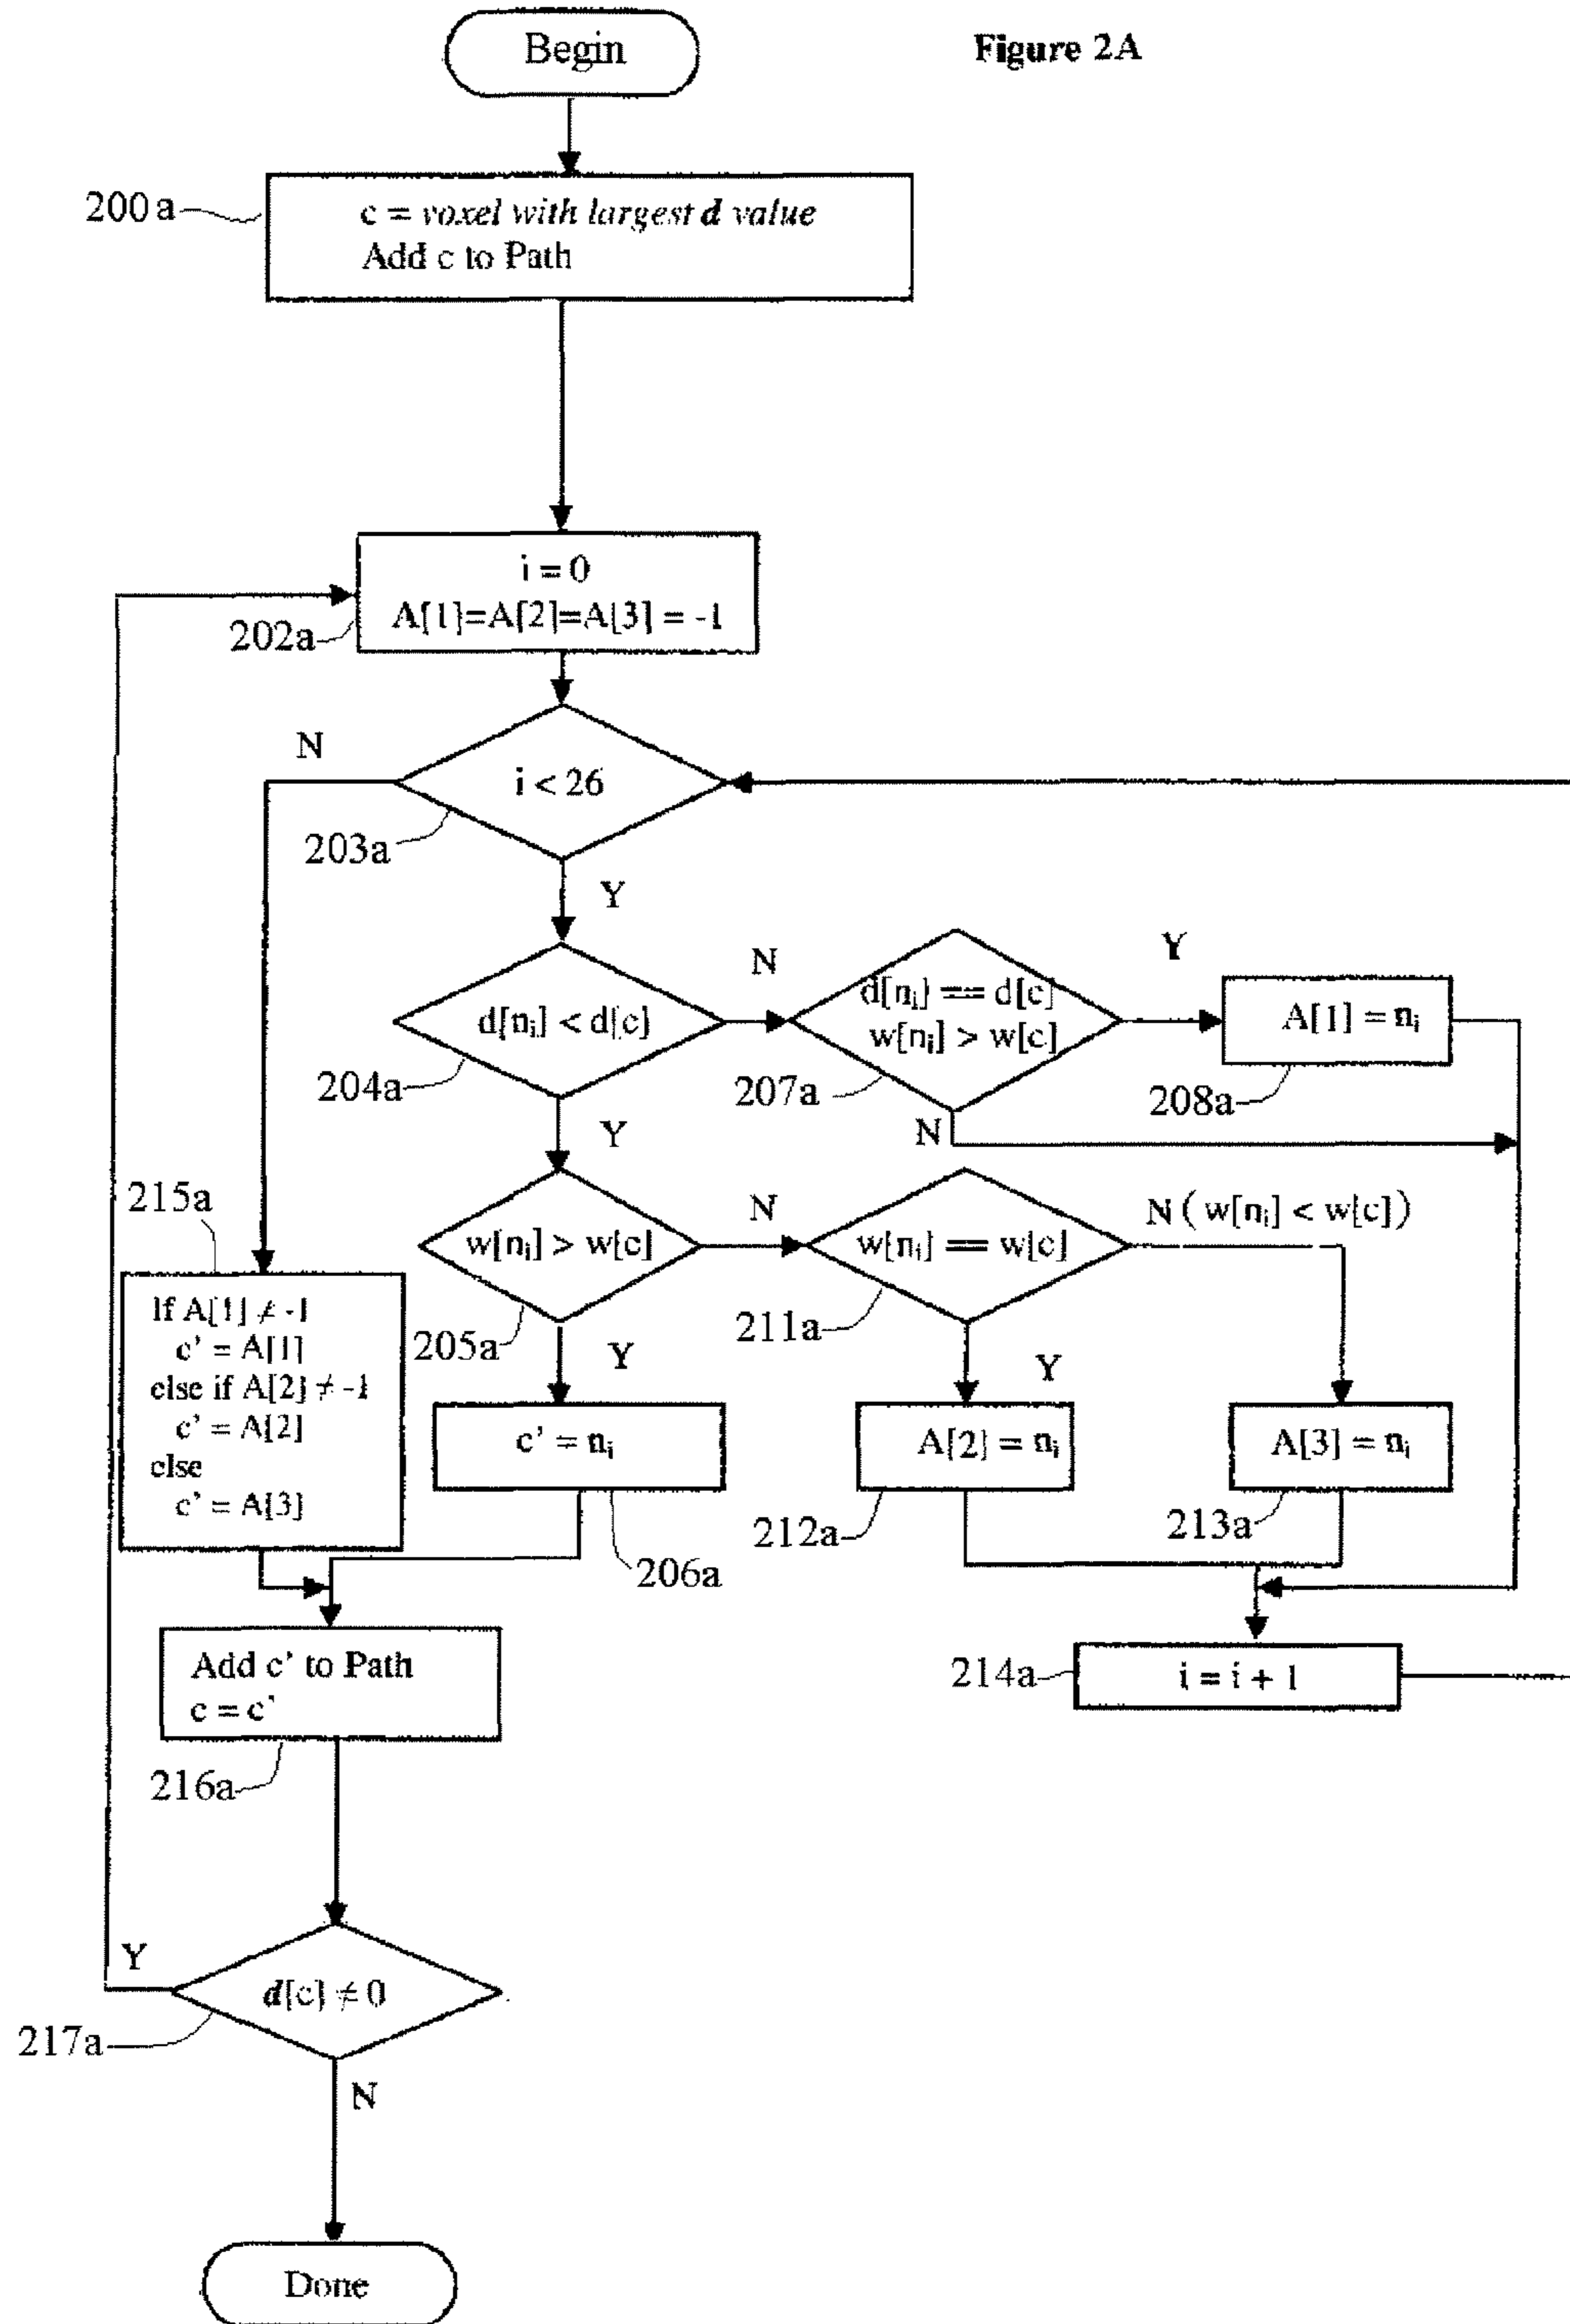 Begin
Figure 2A
200a
c = voxel with largest d value
Add c to Path
i = 0
A[1]=A[2]=A[3] = -1
202a
N
i < 26
203a
Y
d[nᵢ] < d[c]
204a
N
d[nᵢ] == d[c]
w[nᵢ] > w[c]
207a
Y
A[1] = nᵢ
208a
N
Y
w[nᵢ] > w[c]
205a
N
w[nᵢ] == w[c]
211a
N (w[nᵢ] < w[c])
215a
If A[1] ≠ -1
c' = A[1]
else if A[2] ≠ -1
c' = A[2]
else
c' = A[3]
Y
c' = nᵢ
206a
Y
A[2] = nᵢ
212a
A[3] = nᵢ
213a
Add c' to Path
c = c'
216a
214a
i = i + 1
Y
d[c] ≠ 0
217a
N
Done